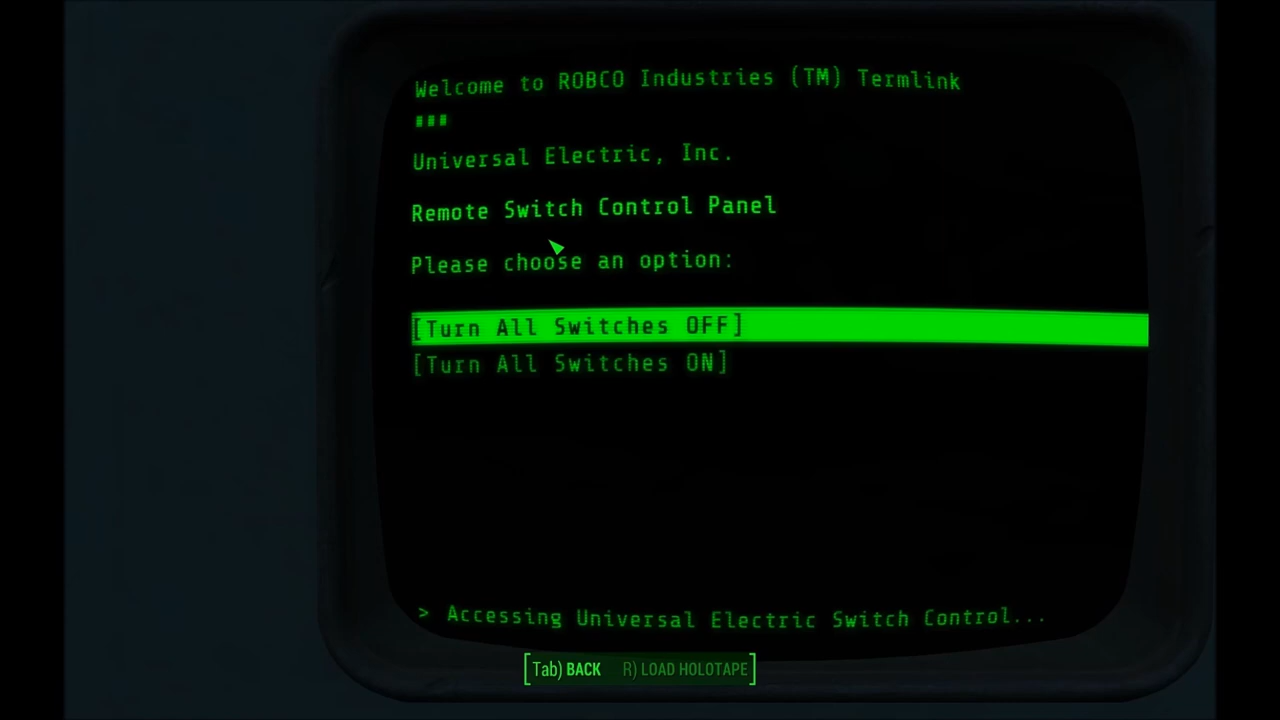 Welcome to ROBCO Industries (TM) Termlink
###
Universal Electric, Inc.
Remote Switch Control Panel
Please choose an option:
[Turn All Switches OFF]
[Turn All Switches ON]
> Accessing Universal Electric Switch Control...
[Tab) BACK R) LOAD HOLOTAPE]